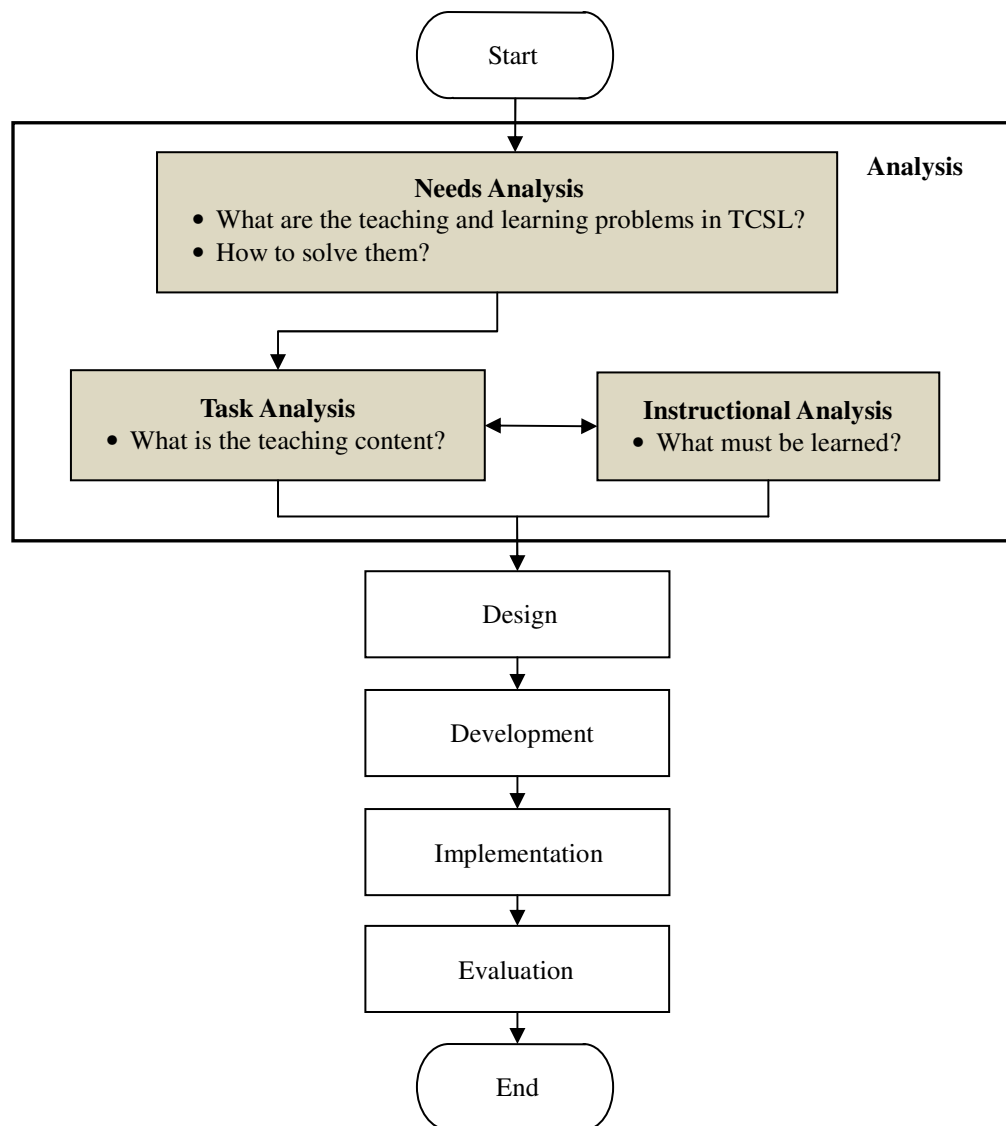 Start
Analysis
Needs Analysis
• What are the teaching and learning problems in TCSL?
• How to solve them?
Task Analysis
• What is the teaching content?
Instructional Analysis
• What must be learned?
Design
Development
Implementation
Evaluation
End